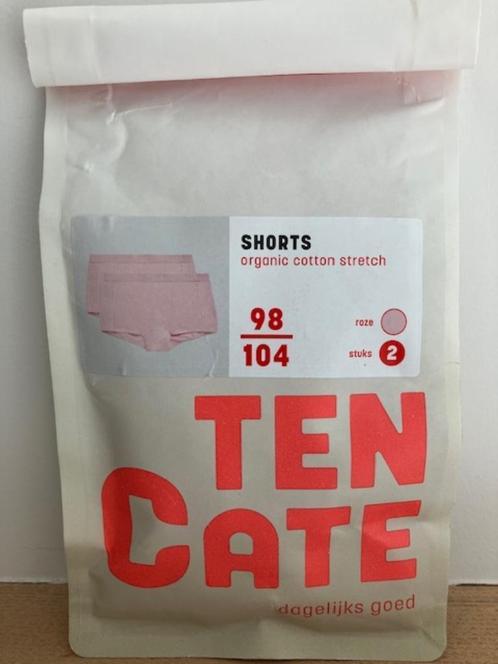 SHORTS
organic cotton stretch
98
104
roze
stuks 2
TEN
CATE
dagelijks goed